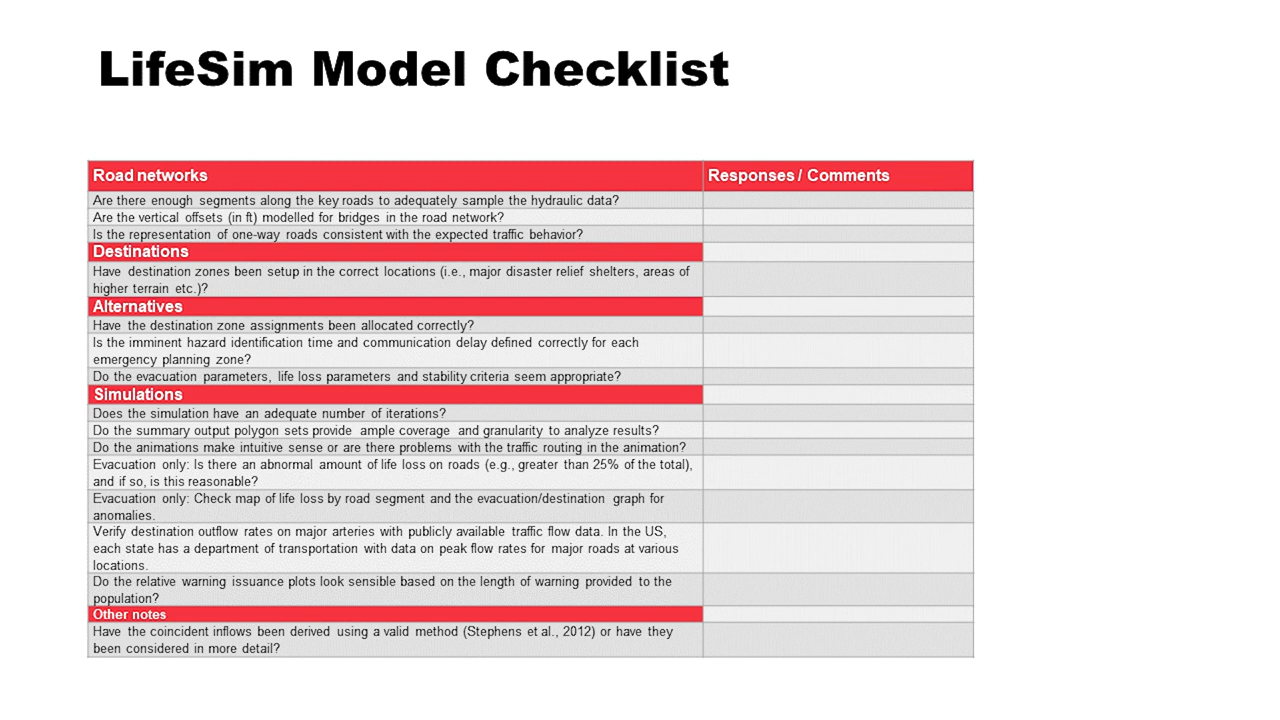 LifeSim Model Checklist
Road networks
Responses / Comments
Are there enough segments along the key roads to adequately sample the hydraulic data?
Are the vertical offsets (in ft) modelled for bridges in the road network?
Is the representation of one-way roads consistent with the expected traffic behavior?
Destinations
Have destination zones been setup in the correct locations (i.e., major disaster relief shelters, areas of
higher terrain etc.)?
Alternatives
Have the destination zone assignments been allocated correctly?
Is the imminent hazard identification time and communication delay defined correctly for each
emergency planning zone?
Do the evacuation parameters, life loss parameters and stability criteria seem appropriate?
Simulations
Does the simulation have an adequate number of iterations?
Do the summary output polygon sets provide ample coverage and granularity to analyze results?
Do the animations make intuitive sense or are there problems with the traffic routing in the animation?
Evacuation only: Is there an abnormal amount of life loss on roads (e.g., greater than 25% of the total),
and if so, is this reasonable?
Evacuation only: Check map of life loss by road segment and the evacuation/destination graph for
anomalies.
Verify destination outflow rates on major arteries with publicly available traffic flow data. In the US,
each state has a department of transportation with data on peak flow rates for major roads at various
locations.
Do the relative warning issuance plots look sensible based on the length of warning provided to the
population?
Other notes
Have the coincident inflows been derived using a valid method (Stephens et al., 2012) or have they
been considered in more detail?